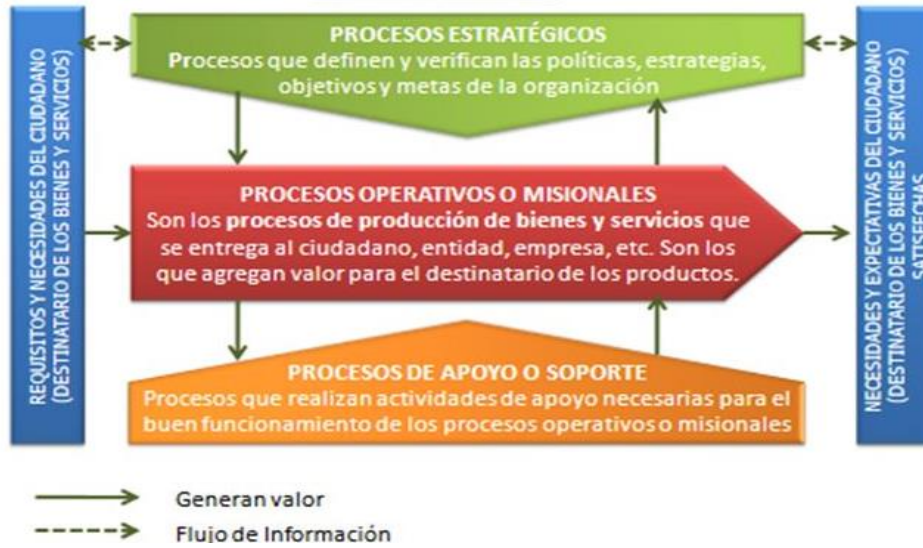 REQUISITOS Y NECESIDADES DEL CIUDADANO
(DESTINATARIO DE LOS BIENES Y SERVICIOS)
PROCESOS ESTRATÉGICOS
Procesos que definen y verifican las políticas, estrategias,
objetivos y metas de la organización
PROCESOS OPERATIVOS O MISIONALES
Son los procesos de producción de bienes y servicios que
se entrega al ciudadano, entidad, empresa, etc. Son los
que agregan valor para el destinatario de los productos.
PROCESOS DE APOYO O SOPORTE
Procesos que realizan actividades de apoyo necesarias para el
buen funcionamiento de los procesos operativos o misionales
NECESIDADES Y EXPECTATIVAS DEL CIUDADANO
(DESTINATARIO DE LOS BIENES Y SERVICIOS)
SATISFECHAS
Generan valor
Flujo de Información